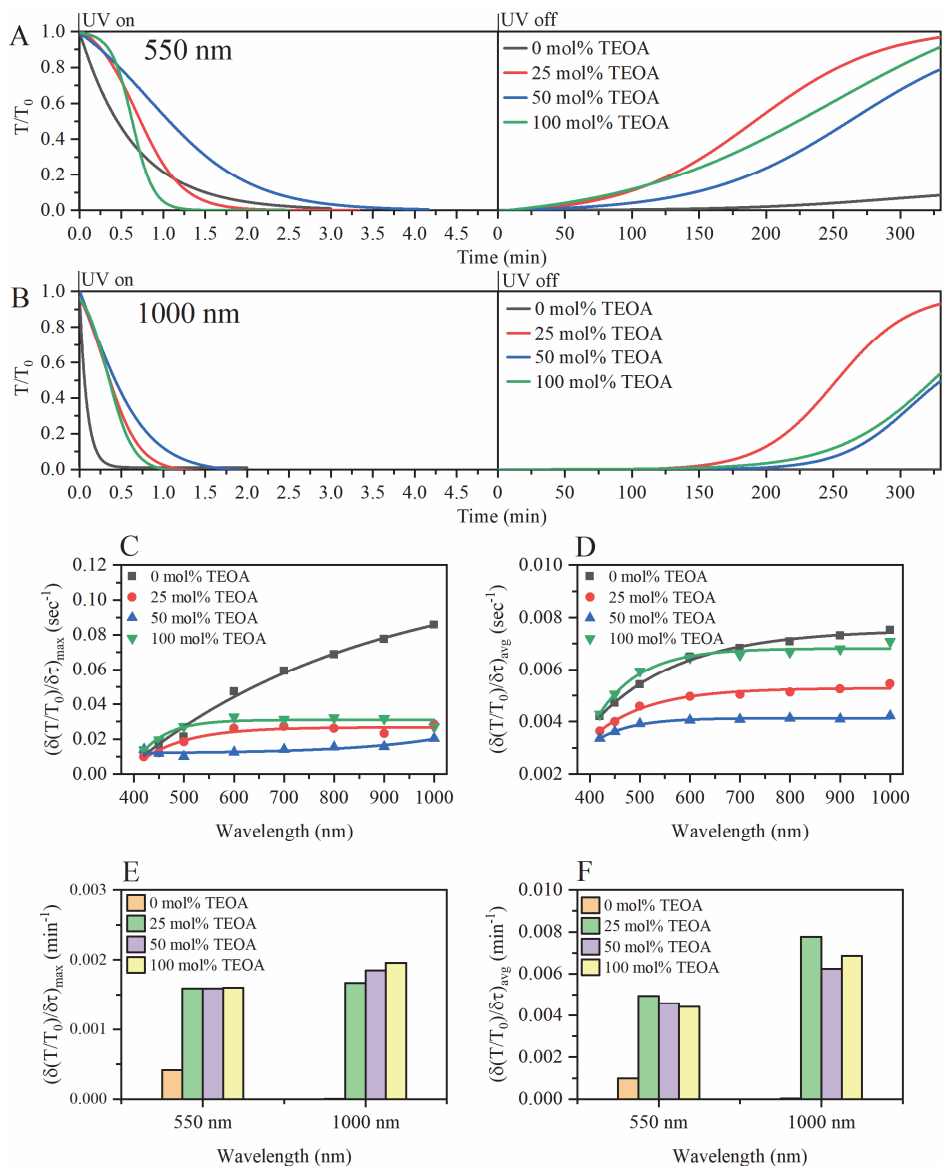 A
UV on
UV off
550 nm
0 mol% TEOA
25 mol% TEOA
50 mol% TEOA
100 mol% TEOA
T/T0
1.0
0.8
0.6
0.4
0.2
0.0
0.0 0.5 1.0 1.5 2.0 2.5 3.0 3.5 4.0 4.5 0 50 100 150 200 250 300
Time (min)
B
UV on
UV off
1000 nm
0 mol% TEOA
25 mol% TEOA
50 mol% TEOA
100 mol% TEOA
T/T0
1.0
0.8
0.6
0.4
0.2
0.0
0.0 0.5 1.0 1.5 2.0 2.5 3.0 3.5 4.0 4.5 0 50 100 150 200 250 300
Time (min)
C
0 mol% TEOA
25 mol% TEOA
50 mol% TEOA
100 mol% TEOA
(δ(T/T0)/δτ)max (sec-1)
0.12
0.10
0.08
0.06
0.04
0.02
0.00
400 500 600 700 800 900 1000
Wavelength (nm)
D
0 mol% TEOA
25 mol% TEOA
50 mol% TEOA
100 mol% TEOA
(δ(T/T0)/δτ)avg (sec-1)
0.010
0.008
0.006
0.004
0.002
400 500 600 700 800 900 1000
Wavelength (nm)
E
0 mol% TEOA
25 mol% TEOA
50 mol% TEOA
100 mol% TEOA
(δ(T/T0)/δτ)max (min-1)
0.003
0.002
0.001
0.000
550 nm 1000 nm
Wavelength (nm)
F
0 mol% TEOA
25 mol% TEOA
50 mol% TEOA
100 mol% TEOA
(δ(T/T0)/δτ)avg (min-1)
0.010
0.008
0.006
0.004
0.002
0.000
550 nm 1000 nm
Wavelength (nm)